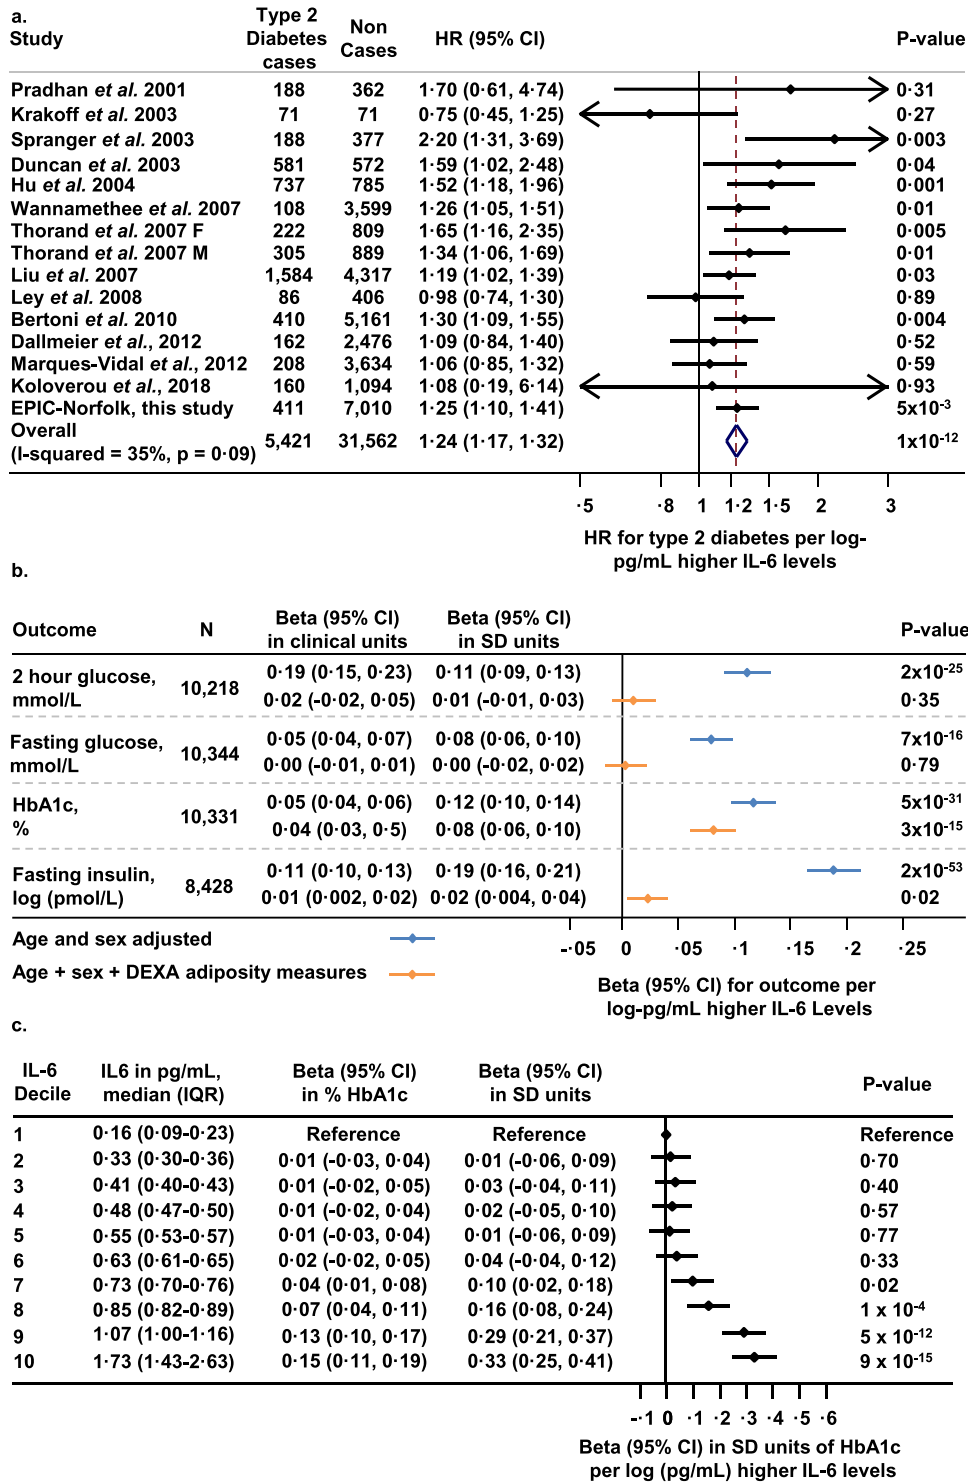 a.
Study Type 2 Diabetes cases Non Cases HR (95% CI) P-value
Pradhan et al. 2001 188 362 1·70 (0·61, 4·74) 0·31
Krakoff et al. 2003 71 71 0·75 (0·45, 1·25) 0·27
Spranger et al. 2003 188 377 2·20 (1·31, 3·69) 0·003
Duncan et al. 2003 581 572 1·59 (1·02, 2·48) 0·04
Hu et al. 2004 737 785 1·52 (1·18, 1·96) 0·001
Wannamethee et al. 2007 108 3,599 1·26 (1·05, 1·51) 0·01
Thorand et al. 2007 F 222 809 1·65 (1·16, 2·35) 0·005
Thorand et al. 2007 M 305 889 1·34 (1·06, 1·69) 0·01
Liu et al. 2007 1,584 4,317 1·19 (1·02, 1·39) 0·03
Ley et al. 2008 86 406 0·98 (0·74, 1·30) 0·89
Bertoni et al. 2010 410 5,161 1·30 (1·09, 1·55) 0·004
Dallmeier et al., 2012 162 2,476 1·09 (0·84, 1·40) 0·52
Marques-Vidal et al., 2012 208 3,634 1·06 (0·85, 1·32) 0·59
Koloverou et al., 2018 160 1,094 1·08 (0·19, 6·14) 0·93
EPIC-Norfolk, this study 411 7,010 1·25 (1·10, 1·41) 5x10-3
Overall
(I-squared = 35%, p = 0·09) 5,421 31,562 1·24 (1·17, 1·32) 1x10-12
·5 ·8 1 1·2 1·5 2 3
HR for type 2 diabetes per log-
pg/mL higher IL-6 levels
b.
Outcome N Beta (95% CI) in clinical units Beta (95% CI) in SD units P-value
2 hour glucose, 0·19 (0·15, 0·23) 0·11 (0·09, 0·13) 2x10-25
mmol/L 10,218 0·02 (-0·02, 0·05) 0·01 (-0·01, 0·03) 0·35
Fasting glucose, 0·05 (0·04, 0·07) 0·08 (0·06, 0·10) 7x10-16
mmol/L 10,344 0·00 (-0·01, 0·01) 0·00 (-0·02, 0·02) 0·79
HbA1c, 0·05 (0·04, 0·06) 0·12 (0·10, 0·14) 5x10-31
% 10,331 0·04 (0·03, 0·5) 0·08 (0·06, 0·10) 3x10-15
Fasting insulin, 0·11 (0·10, 0·13) 0·19 (0·16, 0·21) 2x10-53
log (pmol/L) 8,428 0·01 (0·002, 0·02) 0·02 (0·004, 0·04) 0·02
Age and sex adjusted
Age + sex + DEXA adiposity measures
-·05 0 ·05 ·1 ·15 ·2 ·25
Beta (95% CI) for outcome per
log-pg/mL higher IL-6 Levels
c.
IL-6 Decile IL6 in pg/mL, median (IQR) Beta (95% CI) in % HbA1c Beta (95% CI) in SD units P-value
1 0·16 (0·09-0·23) Reference Reference Reference
2 0·33 (0·30-0·36) 0·01 (-0·03, 0·04) 0·01 (-0·06, 0·09) 0·70
3 0·41 (0·40-0·43) 0·01 (-0·02, 0·05) 0·03 (-0·04, 0·11) 0·40
4 0·48 (0·47-0·50) 0·01 (-0·02, 0·04) 0·02 (-0·05, 0·10) 0·57
5 0·55 (0·53-0·57) 0·01 (-0·03, 0·04) 0·01 (-0·06, 0·09) 0·77
6 0·63 (0·61-0·65) 0·02 (-0·02, 0·05) 0·04 (-0·04, 0·12) 0·33
7 0·73 (0·70-0·76) 0·04 (0·01, 0·08) 0·10 (0·02, 0·18) 0·02
8 0·85 (0·82-0·89) 0·07 (0·04, 0·11) 0·16 (0·08, 0·24) 1 x 10-4
9 1·07 (1·00-1·16) 0·13 (0·10, 0·17) 0·29 (0·21, 0·37) 5 x 10-12
10 1·73 (1·43-2·63) 0·15 (0·11, 0·19) 0·33 (0·25, 0·41) 9 x 10-15
-·1 0 ·1 ·2 ·3 ·4 ·5 ·6
Beta (95% CI) in SD units of HbA1c
per log (pg/mL) higher IL-6 levels